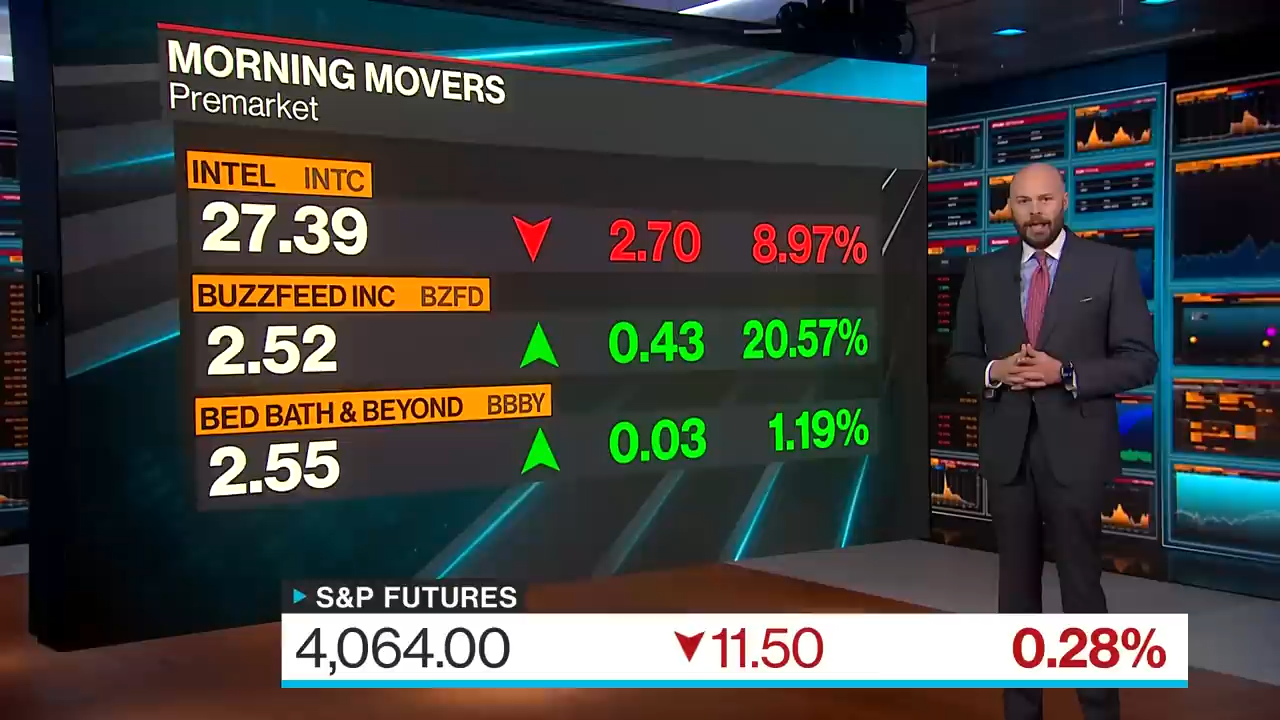 MORNING MOVERS
Premarket
INTEL INTC
27.39 2.70 8.97%
BUZZFEED INC BZFD
2.52 0.43 20.57%
BED BATH & BEYOND BBBY
2.55 0.03 1.19%
S&P FUTURES
4,064.00 11.50 0.28%